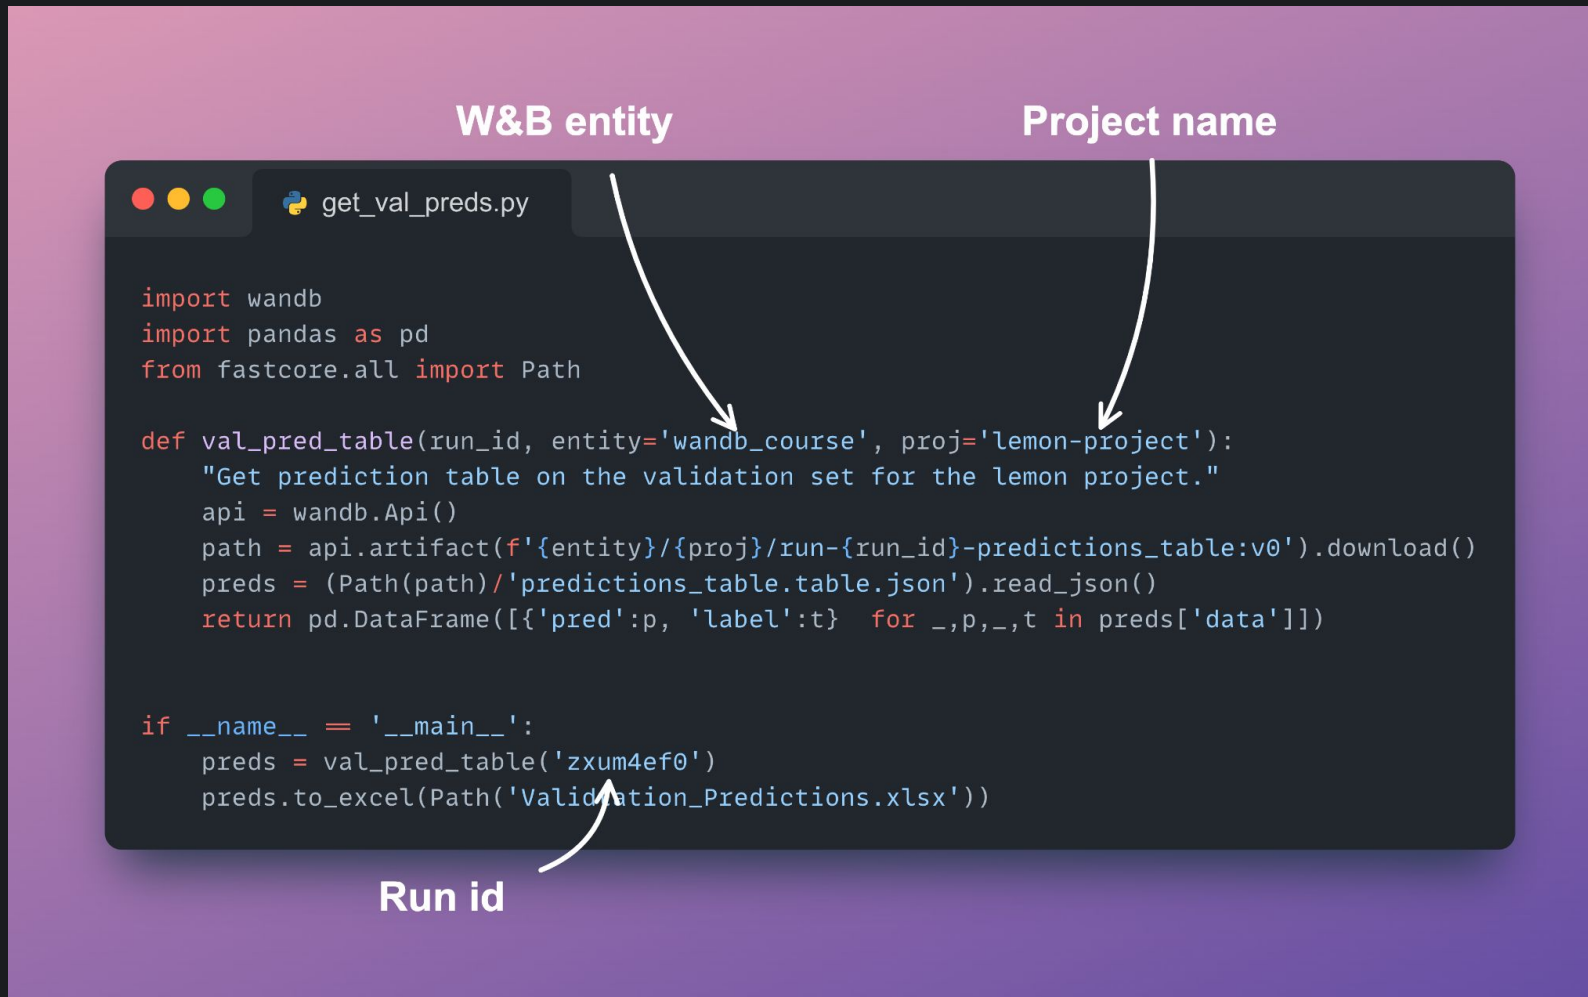 W&B entity
Project name
get_val_preds.py
import wandb
import pandas as pd
from fastcore.all import Path
def val_pred_table(run_id, entity='wandb_course', proj='lemon-project'):
    "Get prediction table on the validation set for the lemon project."
    api = wandb.Api()
    path = api.artifact(f'{entity}/{proj}/run-{run_id}-predictions_table:v0').download()
    preds = (Path(path)/'predictions_table.table.json').read_json()
    return pd.DataFrame([{'pred':p, 'label':t}  for _,p,_,t in preds['data']])
if __name__ == '__main__':
    preds = val_pred_table('zxum4ef0')
    preds.to_excel(Path('Validation_Predictions.xlsx'))
Run id